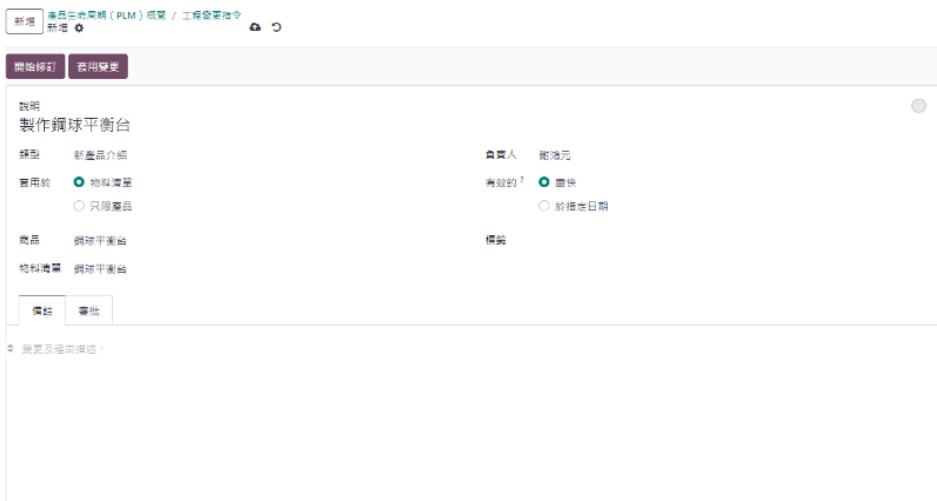 新增
產品生命周期（PLM）概覽 / 工程變更指令
新增
開始修訂 套用變更
說明
製作鋼球平衡台
類型 新產品介紹
負責人 謝鴻元
套用於 物料清單
只限產品
有效的? 盡快
於指定日期
商品 鋼球平衡台
標籤
物料清單 鋼球平衡台
備註 審批
變更及理由描述。